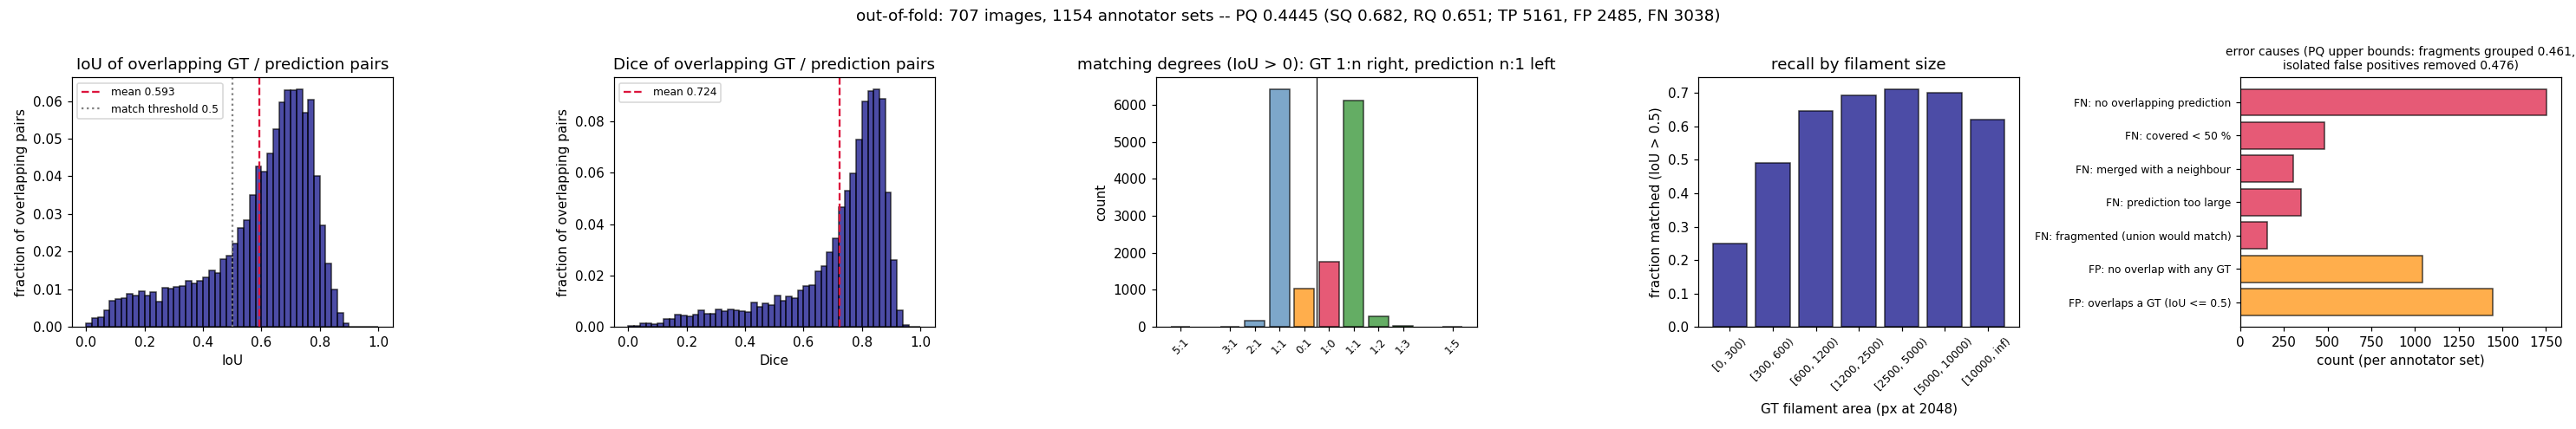 out-of-fold: 707 images, 1154 annotator sets -- PQ 0.4445 (SQ 0.682, RQ 0.651; TP 5161, FP 2485, FN 3038)
IoU of overlapping GT / prediction pairs
mean 0.593
match threshold 0.5
fraction of overlapping pairs
0.06
0.05
0.04
0.03
0.02
0.01
0.00
0.0 0.2 0.4 0.6 0.8 1.0
IoU
Dice of overlapping GT / prediction pairs
mean 0.724
fraction of overlapping pairs
0.08
0.06
0.04
0.02
0.00
0.0 0.2 0.4 0.6 0.8 1.0
Dice
matching degrees (IoU > 0): GT 1:n right, prediction n:1 left
count
6000
5000
4000
3000
2000
1000
0
5:1 3:1 2:1 1:1 0:1 1:0 1:1 1:2 1:3 1:5
recall by filament size
fraction matched (IoU > 0.5)
0.7
0.6
0.5
0.4
0.3
0.2
0.1
0.0
[0, 300) [300, 600) [600, 1200) [1200, 2500) [2500, 5000) [5000, 10000) [10000, inf)
GT filament area (px at 2048)
error causes (PQ upper bounds: fragments grouped 0.461,
isolated false positives removed 0.476)
FN: no overlapping prediction
FN: covered < 50 %
FN: merged with a neighbour
FN: prediction too large
FN: fragmented (union would match)
FP: no overlap with any GT
FP: overlaps a GT (IoU <= 0.5)
0 250 500 750 1000 1250 1500 1750
count (per annotator set)